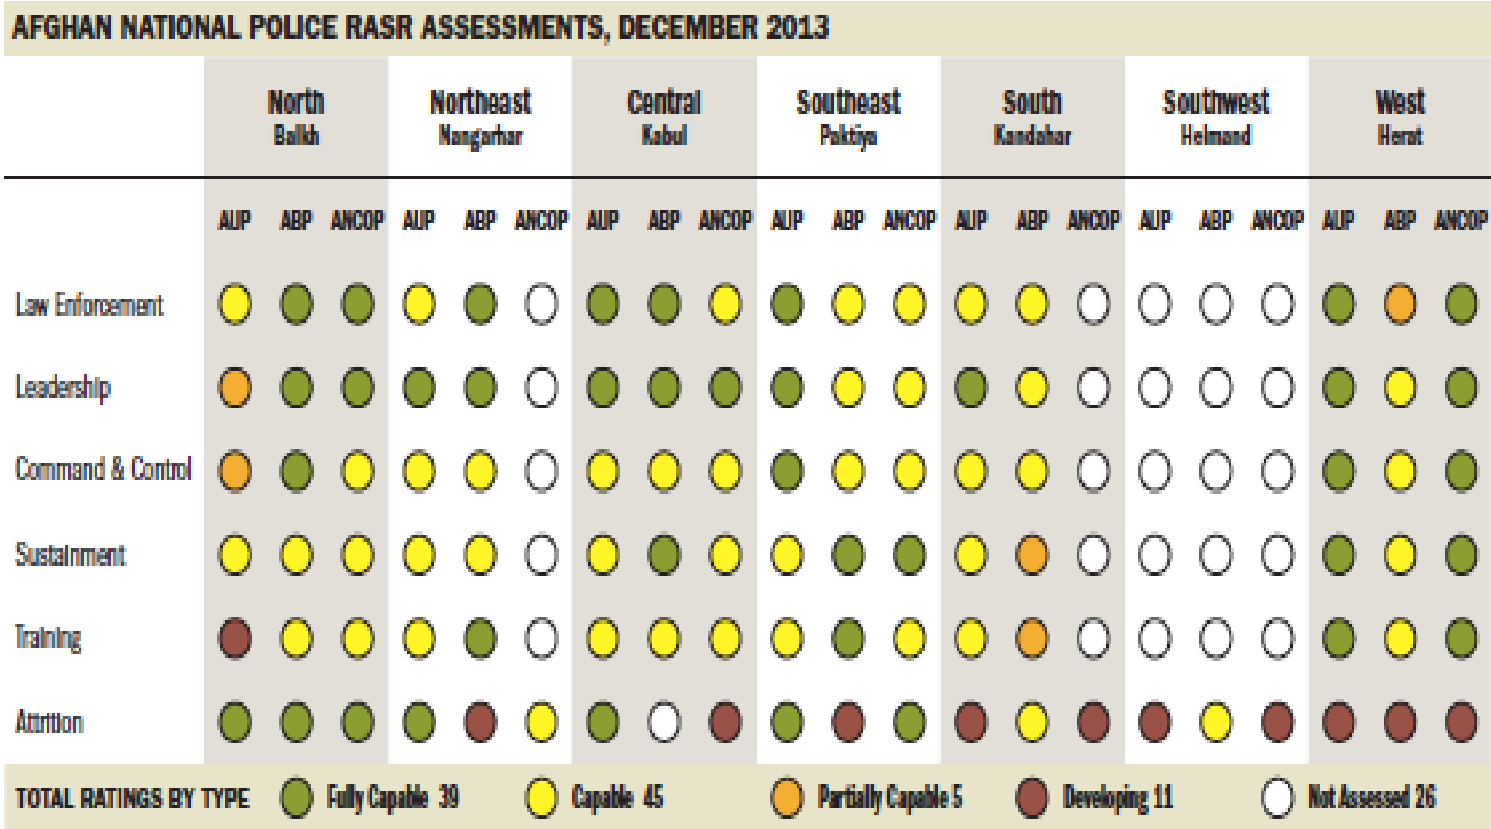 AFGHAN NATIONAL POLICE RASR ASSESSMENTS, DECEMBER 2013
North Northeast Central Southeast South Southwest West
Balkh Nangarhar Kabul Paktiya Kandahar Helmand Herat
AUP ABP ANCOP AUP ABP ANCOP AUP ABP ANCOP AUP ABP ANCOP AUP ABP ANCOP AUP ABP ANCOP AUP ABP ANCOP
Law Enforcement
Leadership
Command & Control
Sustainment
Training
Attrition
TOTAL RATINGS BY TYPE Fully Capable 39 Capable 45 Partially Capable 5 Developing 11 Not Assessed 26